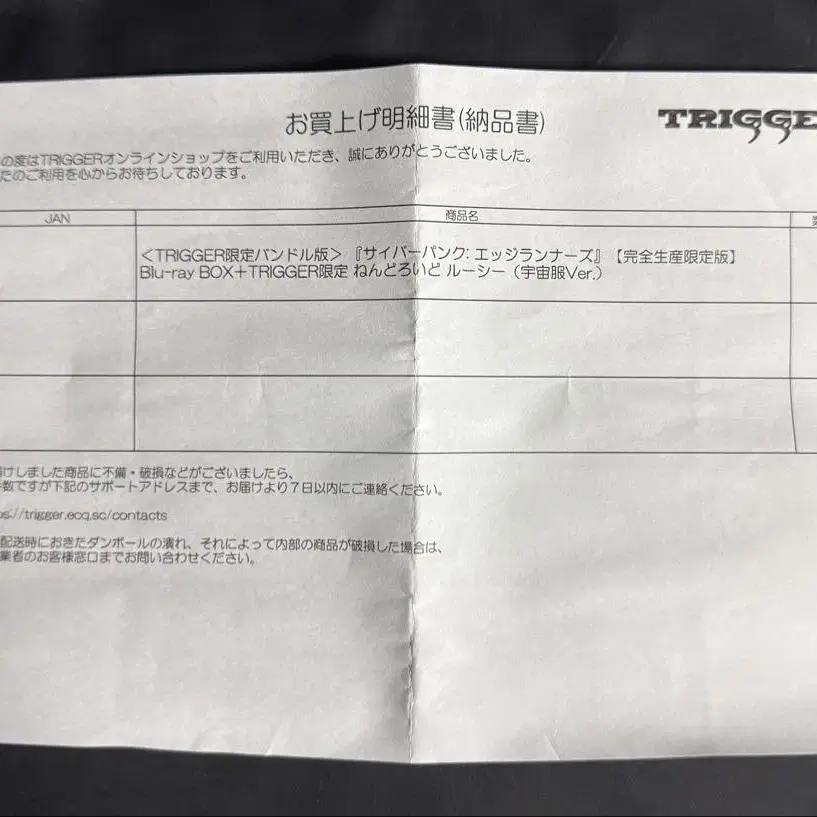 お買上げ明細書(納品書)
TRIGGE
の度はTRIGGERオンラインショップをご利用いただき、誠にありがとうございました。
たのご利用を心からお待ちしております。
JAN 商品名
<TRIGGER限定バンドル版> 『サイバーパンク: エッジランナーズ』【完全生産限定版】
Blu-ray BOX+TRIGGER限定 ねんどろいど ルーシー（宇宙服Ver.）
けしました商品に不備・破損などがございましたら、
数ですが下記のサポートアドレスまで、お届けより7日以内にご連絡ください。
s://trigger.ecq.sc/contacts
配送時におきたダンボールの潰れ、それによって内部の商品が破損した場合は、
業者のお客様窓口までお問い合わせください。